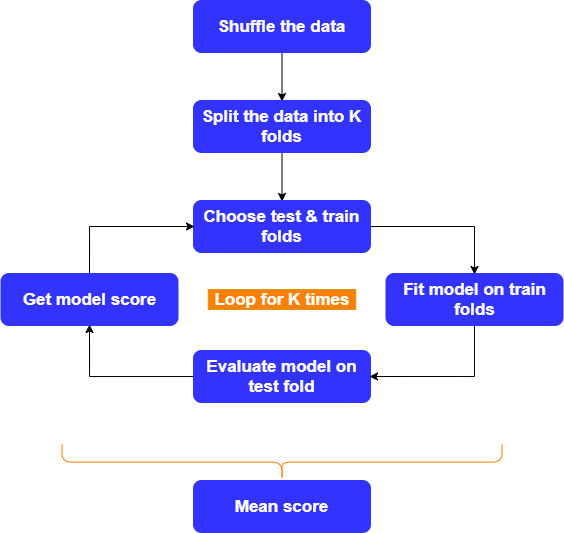 Shuffle the data
Split the data into K
folds
Choose test & train
folds
Get model score
Loop for K times
Fit model on train
folds
Evaluate model on
test fold
Mean score